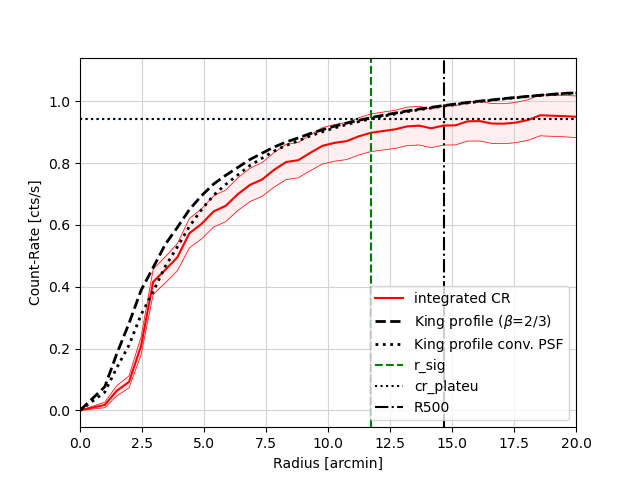 Count-Rate [cts/s]
1.0
0.8
0.6
0.4
0.2
0.0
integrated CR
King profile (β=2/3)
King profile conv. PSF
r_sig
cr_plateu
R500
0.0 2.5 5.0 7.5 10.0 12.5 15.0 17.5 20.0
Radius [arcmin]